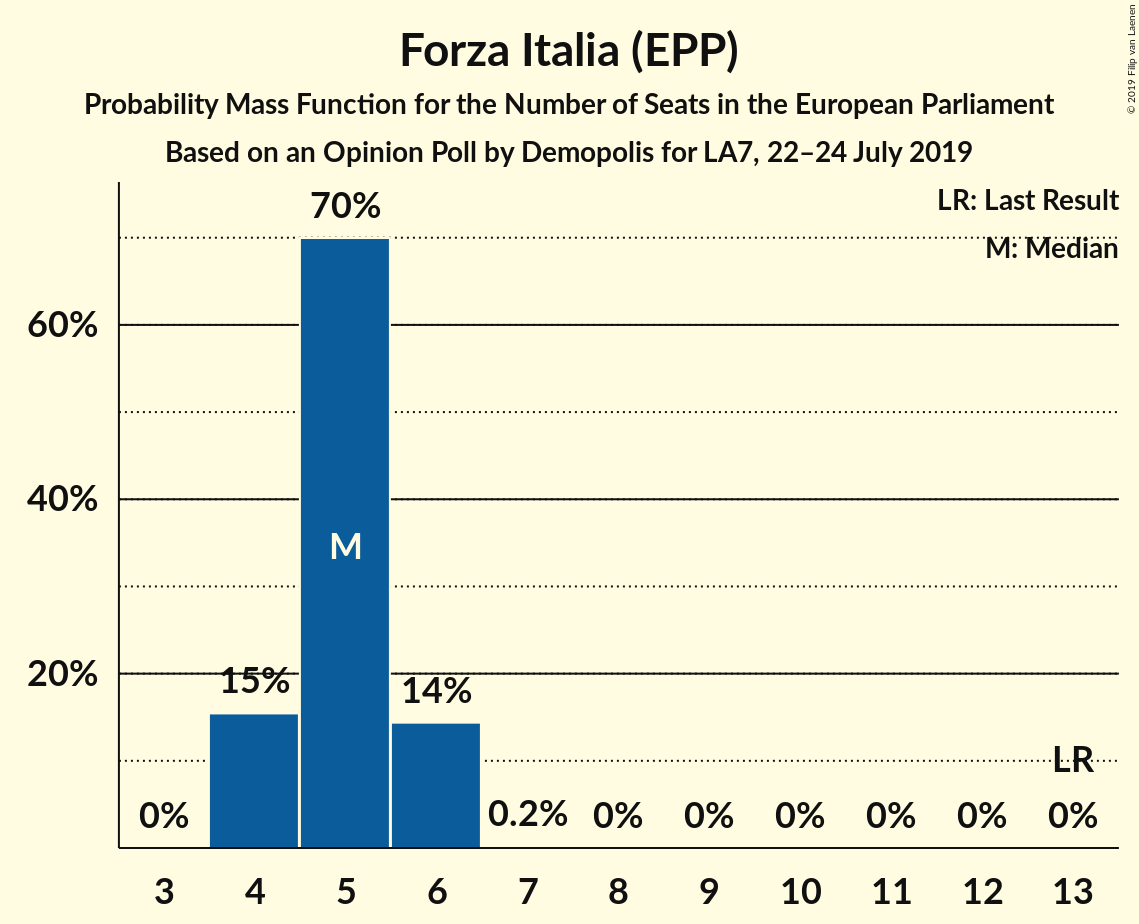 Forza Italia (EPP)
Probability Mass Function for the Number of Seats in the European Parliament
Based on an Opinion Poll by Demopolis for LA7, 22–24 July 2019
© 2019 Filip van Laenen
LR: Last Result
M: Median
70%
60%
40%
M
20%
15%
14%
LR
0%
0.2%
0%
0%
0%
0%
0%
0%
3 4 5 6 7 8 9 10 11 12 13